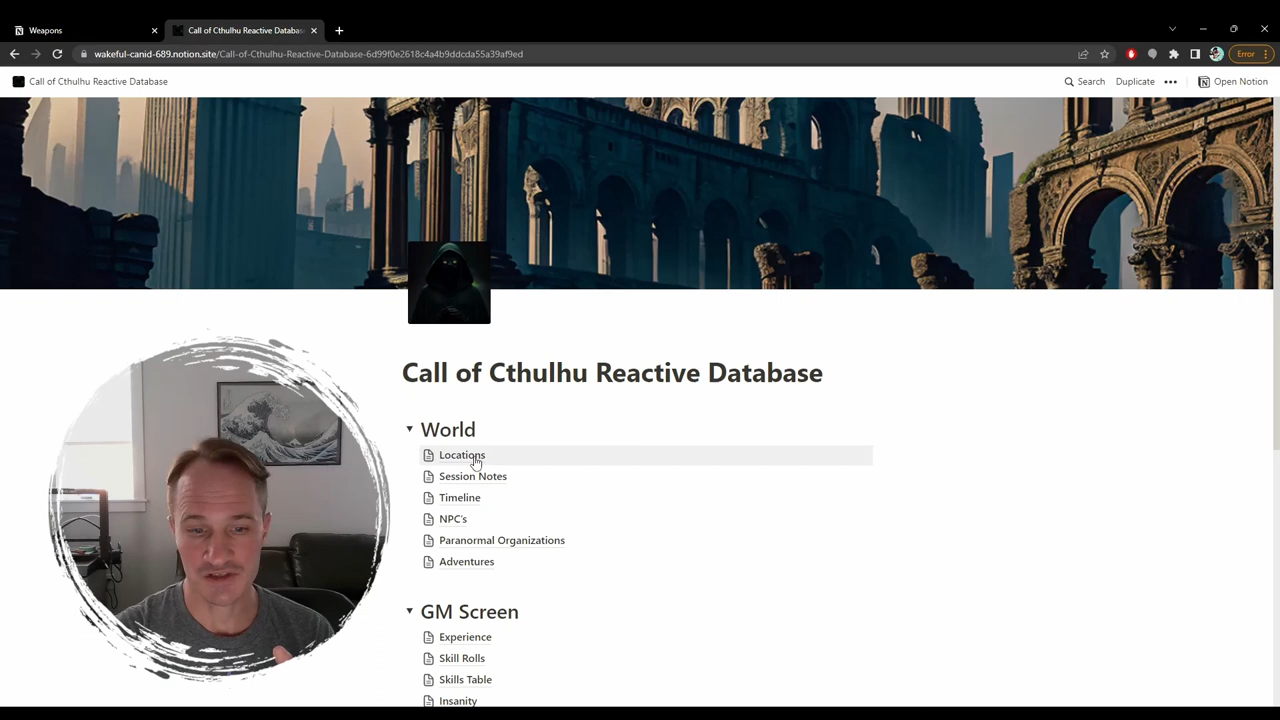 Weapons
Call of Cthulhu Reactive Databas
wakeful-canid-689.notion.site/Call-of-Cthulhu-Reactive-Database-6d99f0e2618c4a4b9ddcda55a39af9ed
Error
Call of Cthulhu Reactive Database
Search
Duplicate
Open Notion
Call of Cthulhu Reactive Database
World
Locations
Session Notes
Timeline
NPC's
Paranormal Organizations
Adventures
GM Screen
Experience
Skill Rolls
Skills Table
Insanity